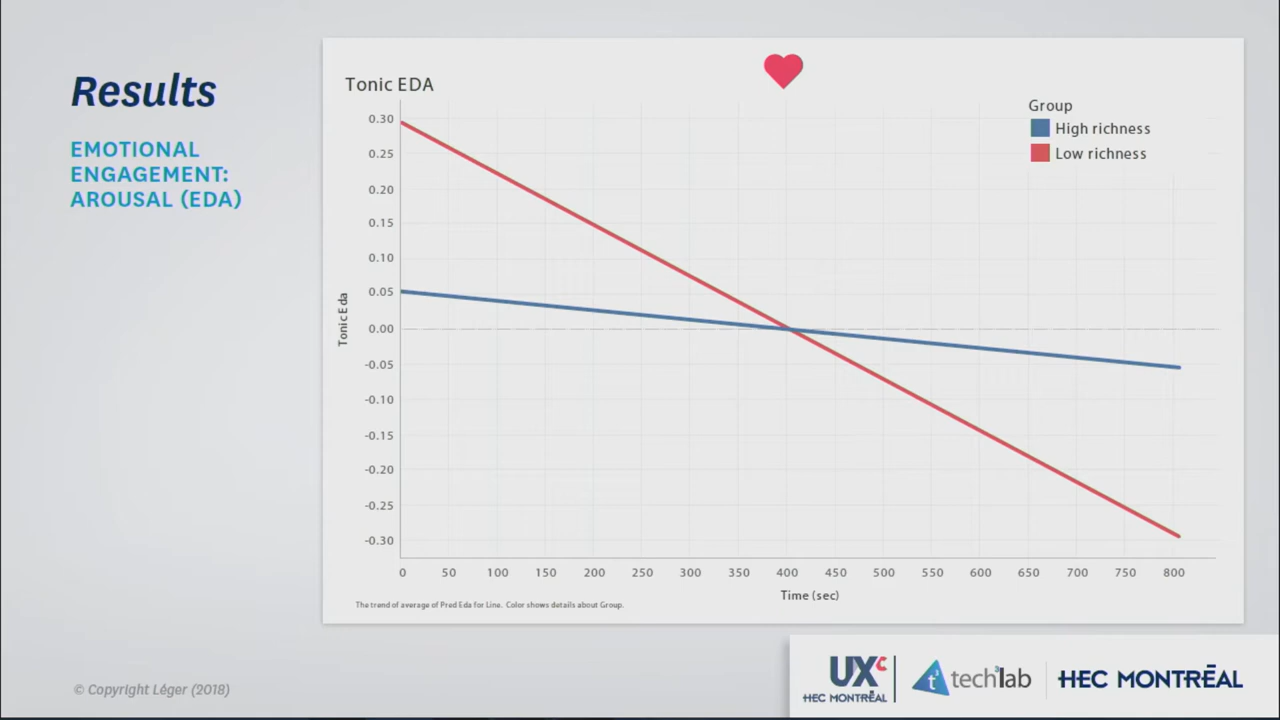 Results
EMOTIONAL
ENGAGEMENT:
AROUSAL (EDA)
Tonic EDA
Group
High richness
Low richness
Tonic Eda
0.30
0.25
0.20
0.15
0.10
0.05
0.00
-0.05
-0.10
-0.15
-0.20
-0.25
-0.30
0 50 100 150 200 250 300 350 400 450 500 550 600 650 700 750 800
Time (sec)
The trend of average of Pred Eda for Line. Color shows details about Group.
© Copyright Léger (2018)
UXc
HEC MONTRĒAL
t3
tech3lab
HEC MONTRĒAL